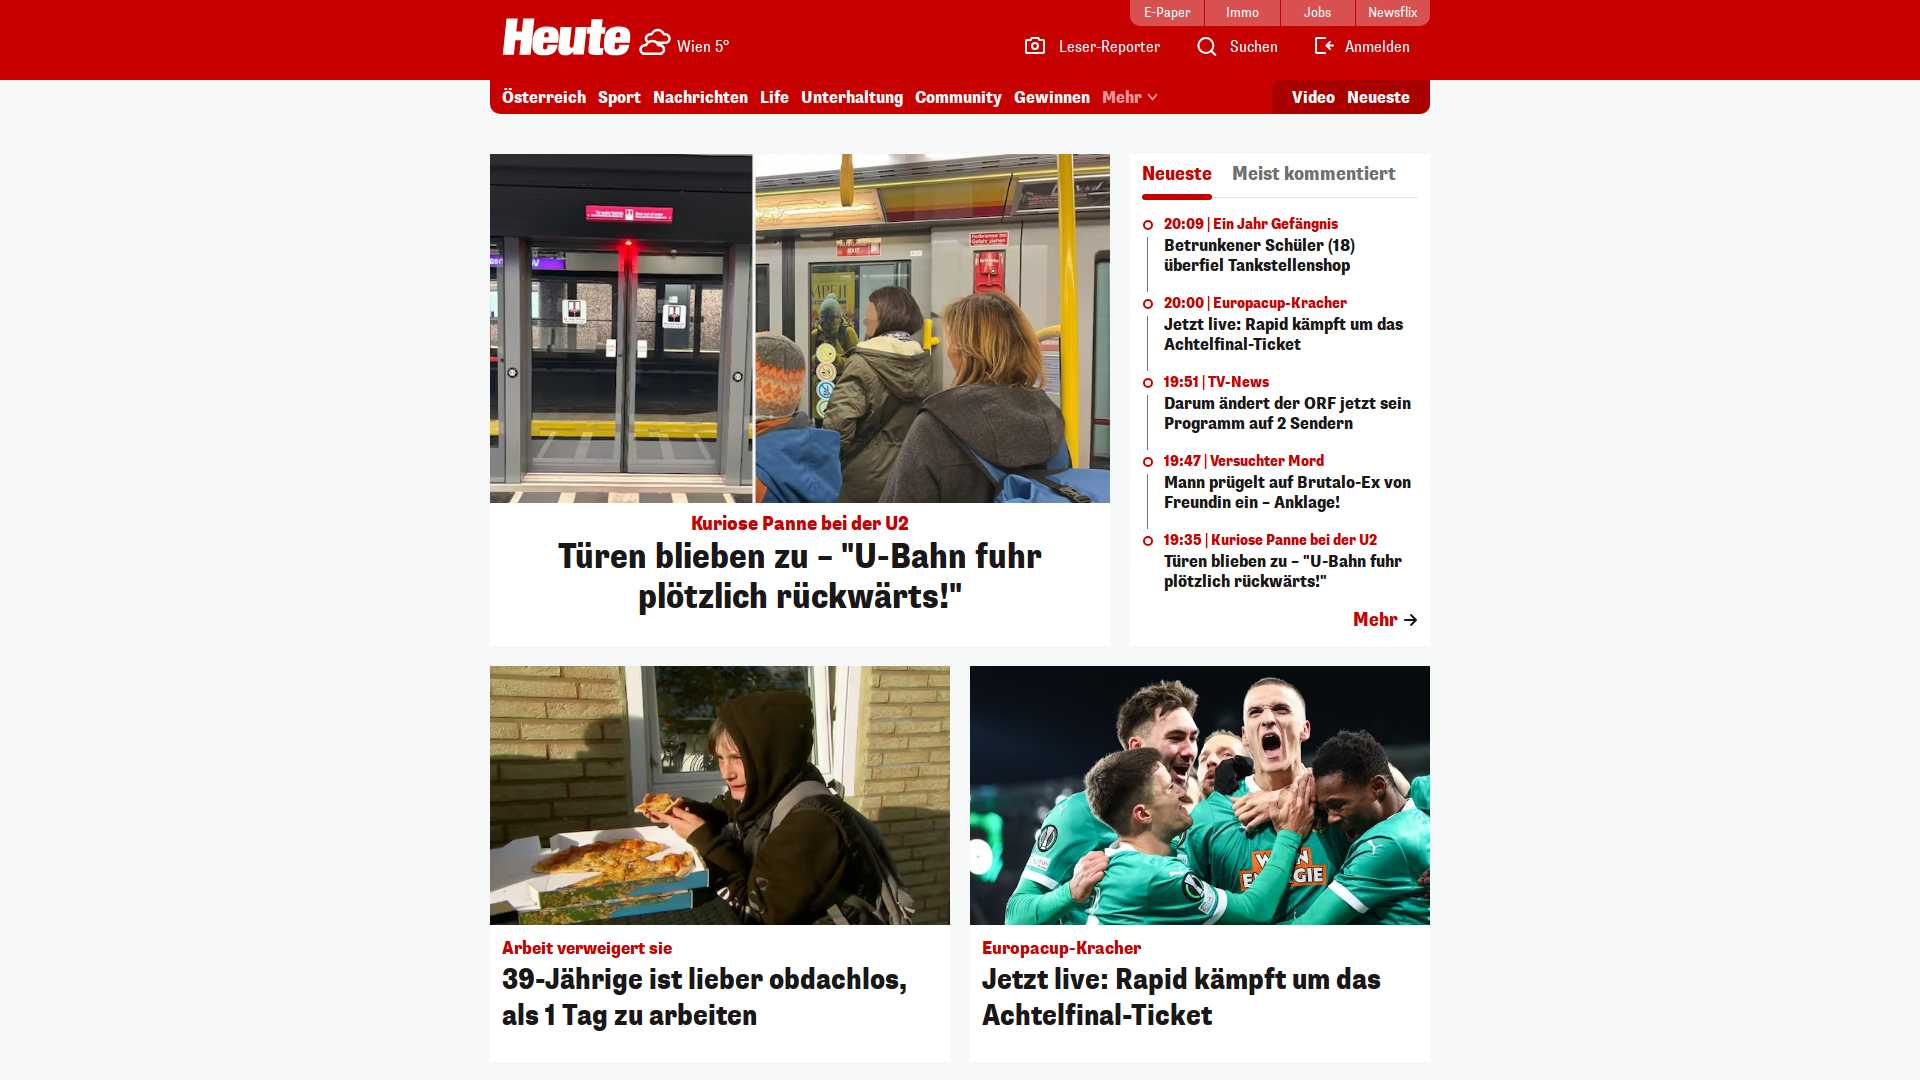 E-Paper
Immo
Jobs
Newsflix
Heute
Wien 5°
Leser-Reporter
Suchen
Anmelden
Österreich
Sport
Nachrichten
Life
Unterhaltung
Community
Gewinnen
Mehr
Video
Neueste
EXIT
Kuriose Panne bei der U2
Türen blieben zu – "U-Bahn fuhr
plötzlich rückwärts!"
Neueste
Meist kommentiert
20:09 | Ein Jahr Gefängnis
Betrunkener Schüler (18)
überfiel Tankstellenshop
20:00 | Europacup-Kracher
Jetzt live: Rapid kämpft um das
Achtelfinal-Ticket
19:51 | TV-News
Darum ändert der ORF jetzt sein
Programm auf 2 Sendern
19:47 | Versuchter Mord
Mann prügelt auf Brutalo-Ex von
Freundin ein – Anklage!
19:35 | Kuriose Panne bei der U2
Türen blieben zu – "U-Bahn fuhr
plötzlich rückwärts!"
Mehr
Arbeit verweigert sie
39-Jährige ist lieber obdachlos,
als 1 Tag zu arbeiten
WIEN
ENERGIE
Europacup-Kracher
Jetzt live: Rapid kämpft um das
Achtelfinal-Ticket